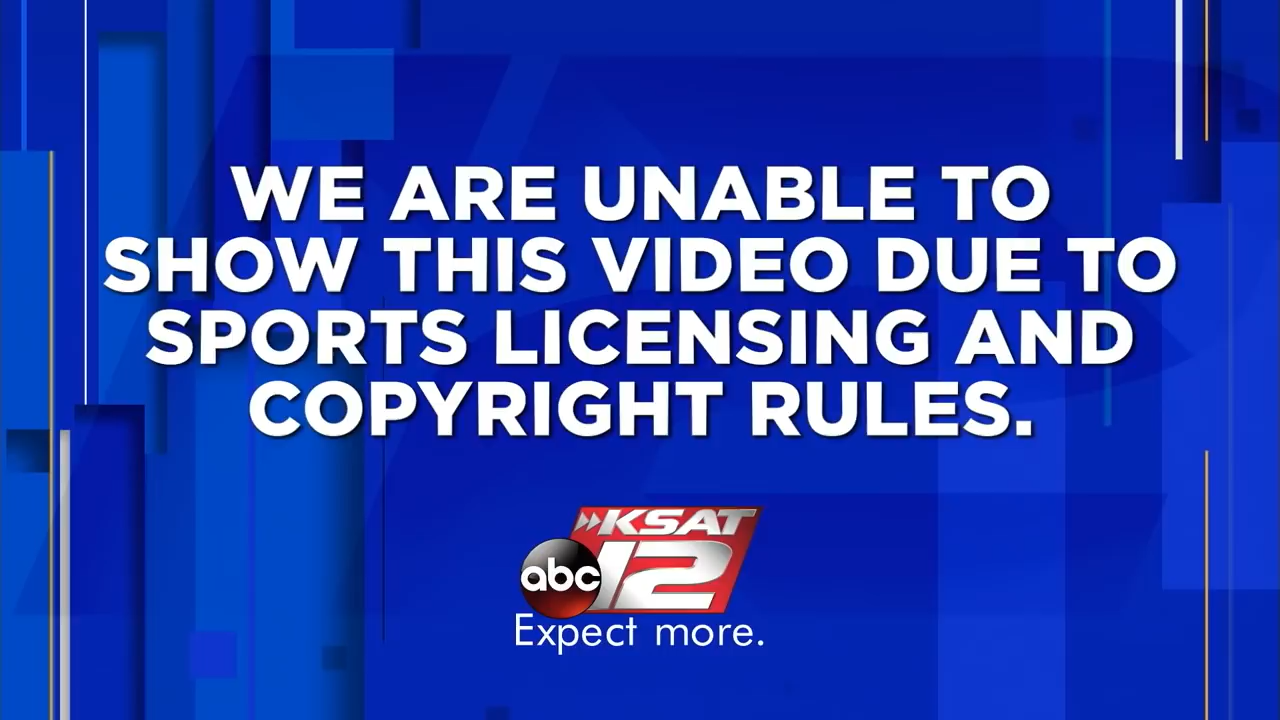 WE ARE UNABLE TO
SHOW THIS VIDEO DUE TO
SPORTS LICENSING AND
COPYRIGHT RULES.
KSAT
abc 12
Expect more.